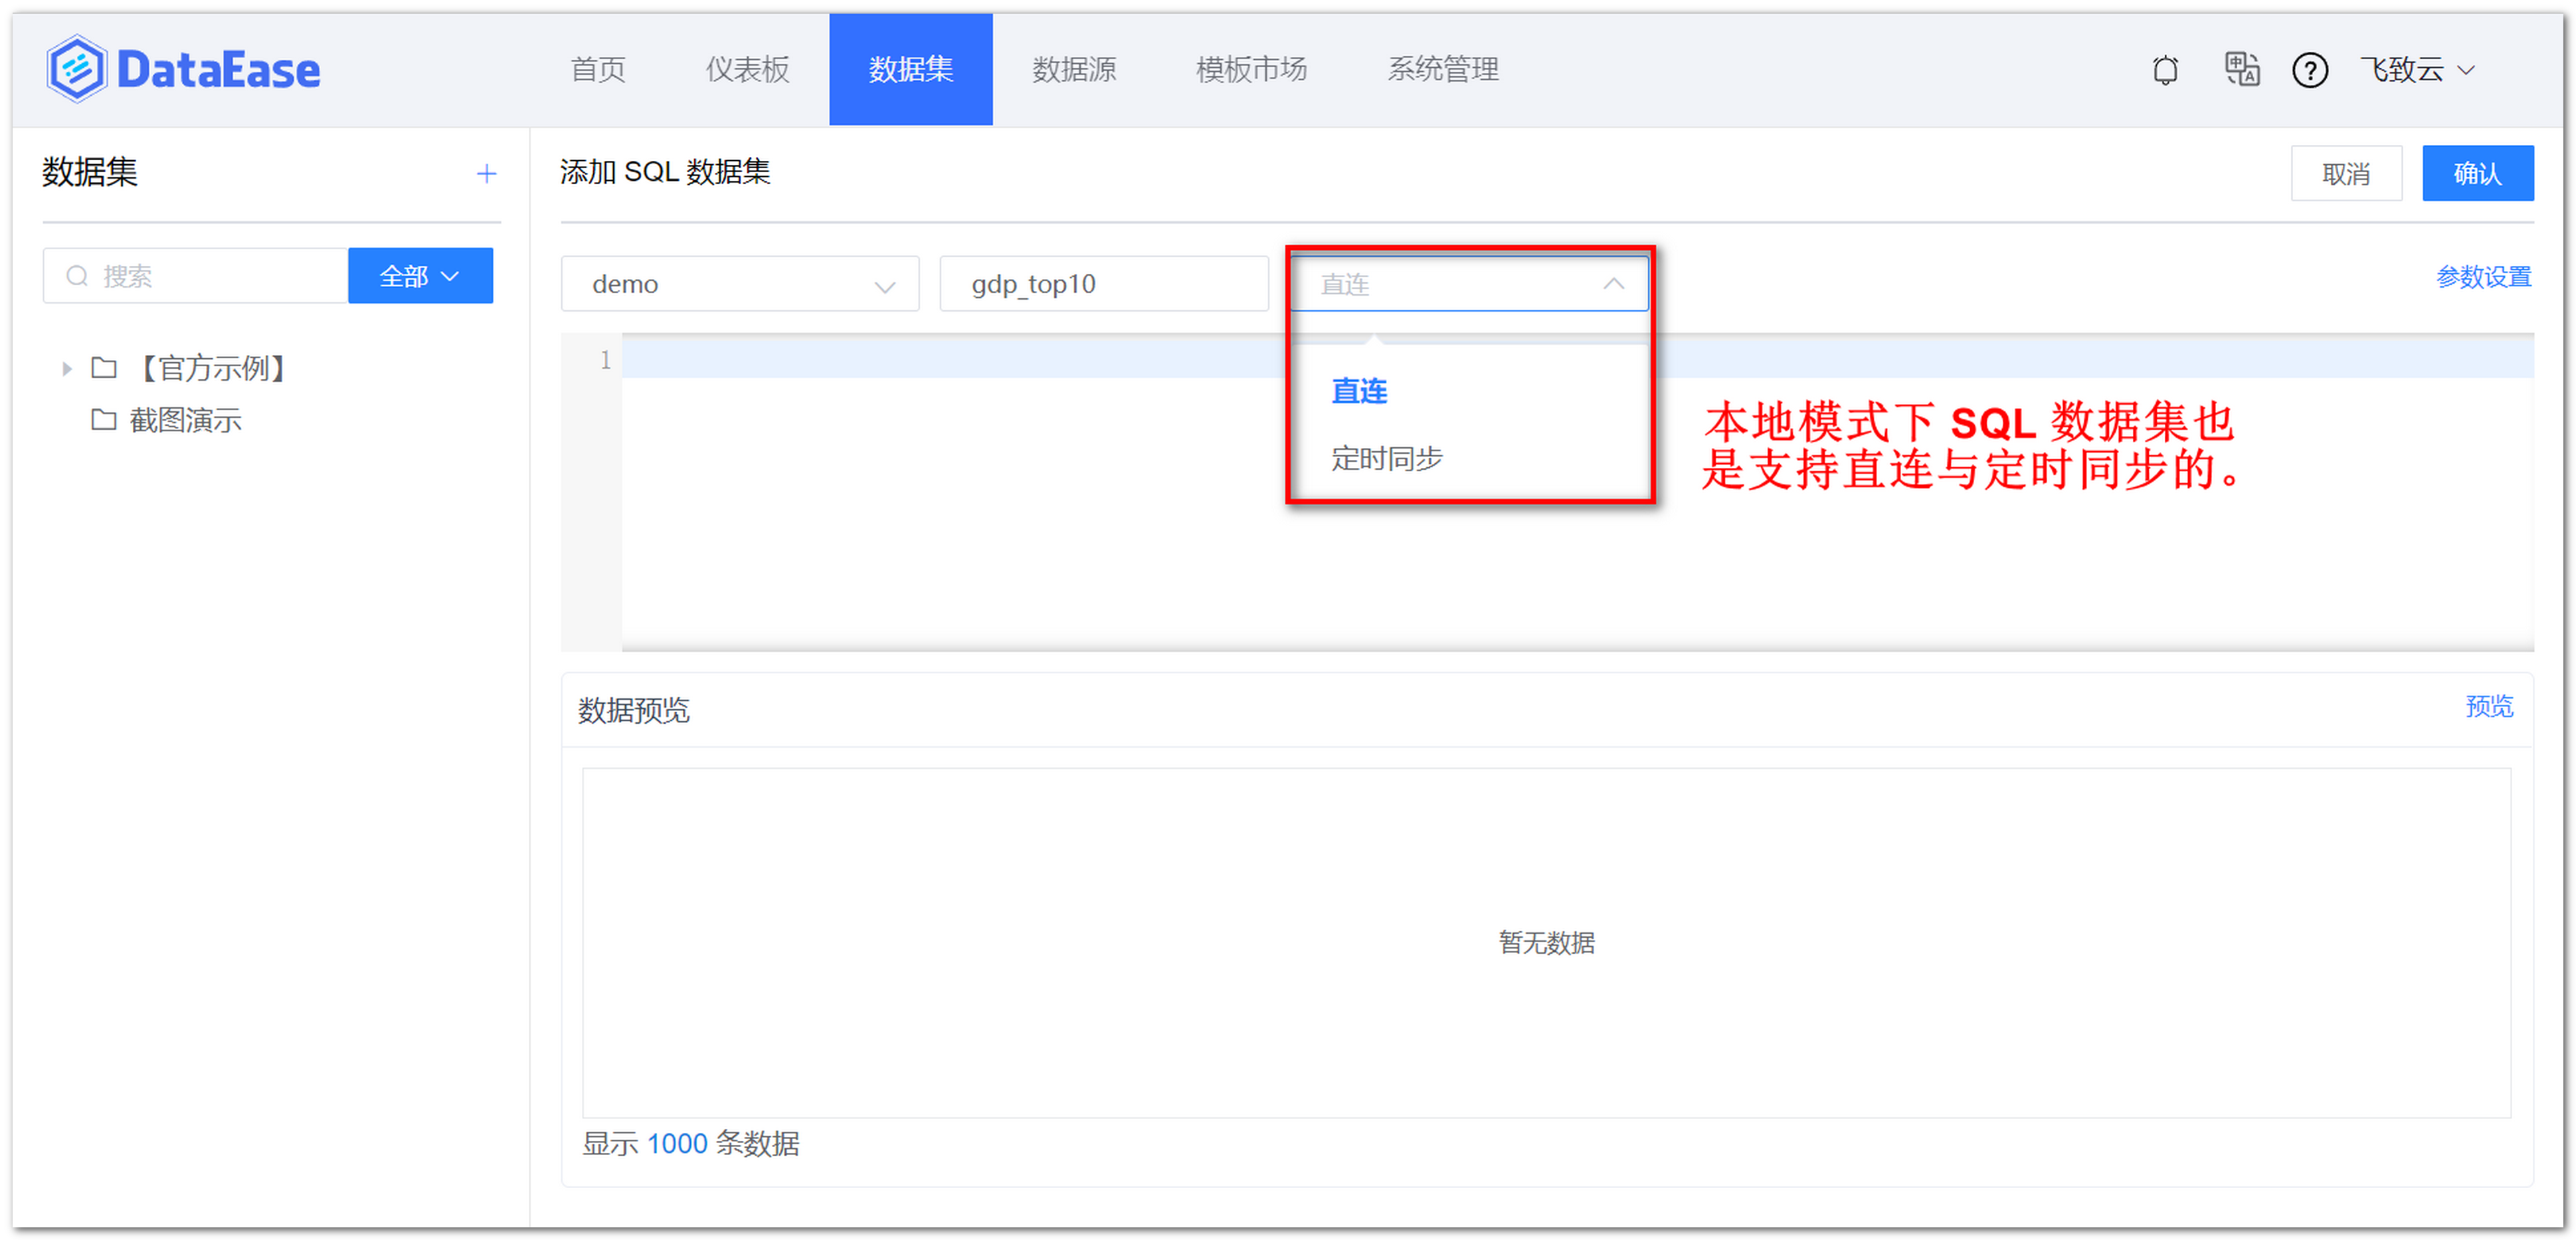 DataEase
首页
仪表板
数据集
数据源
模板市场
系统管理
中
A
?
飞致云
数据集
+
添加 SQL 数据集
取消
确认
搜索
全部
demo
gdp_top10
直连
参数设置
1
【官方示例】
截图演示
直连
定时同步
本地模式下 SQL 数据集也
是支持直连与定时同步的。
数据预览
预览
暂无数据
显示 1000 条数据